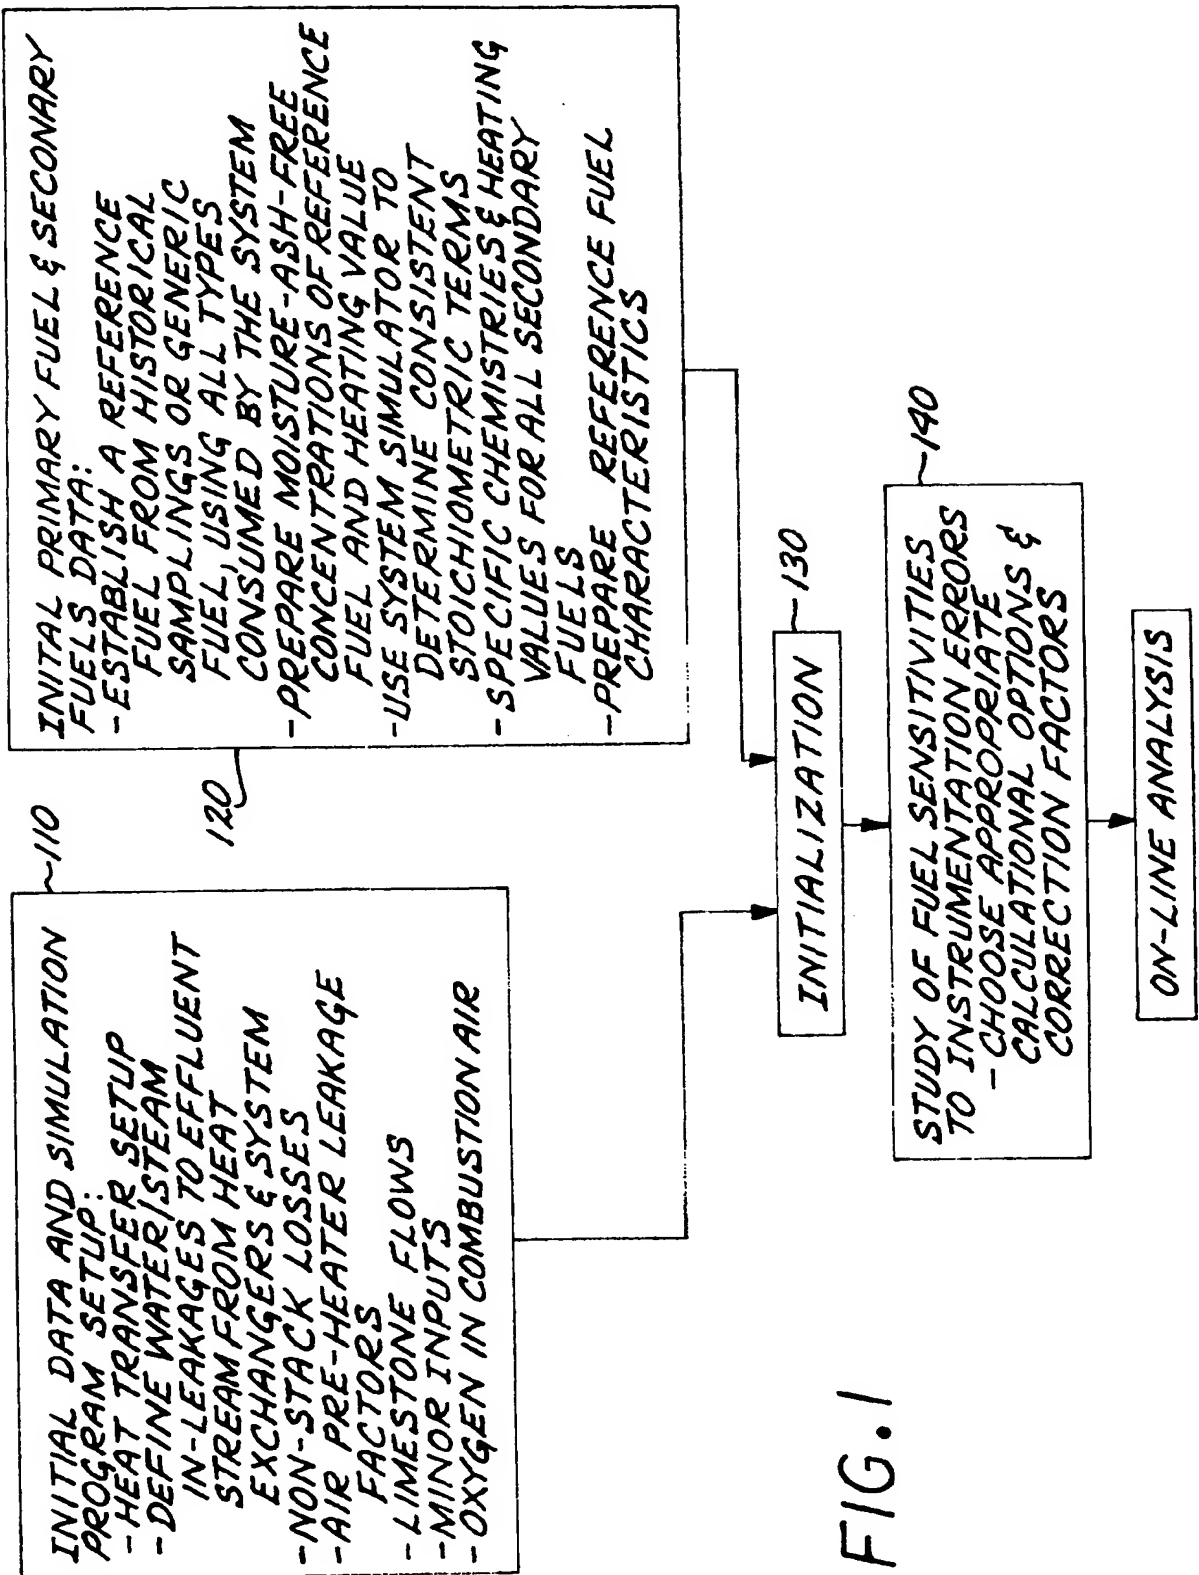 INITIAL DATA AND SIMULATION
PROGRAM SETUP:
- HEAT TRANSFER SETUP
- DEFINE WATER/STEAM
IN-LEAKAGES TO EFFLUENT
STREAM FROM HEAT
EXCHANGERS & SYSTEM
- NON-STACK LOSSES
- AIR PRE-HEATER LEAKAGE
FACTORS
- LIMESTONE FLOWS
- MINOR INPUTS
- OXYGEN IN COMBUSTION AIR
110
INITAL PRIMARY FUEL & SECONARY
FUELS DATA:
- ESTABLISH A REFERENCE
FUEL FROM HISTORICAL
SAMPLINGS OR GENERIC
FUEL, USING ALL TYPES
CONSUMED BY THE SYSTEM
- PREPARE MOISTURE-ASH-FREE
CONCENTRATIONS OF REFERENCE
FUEL AND HEATING VALUE
- USE SYSTEM SIMULATOR TO
DETERMINE CONSISTENT
STOICHIOMETRIC TERMS
- SPECIFIC CHEMISTRIES & HEATING
VALUES FOR ALL SECONDARY
FUELS
- PREPARE REFERENCE FUEL
CHARACTERISTICS
120
INITIALIZATION
130
STUDY OF FUEL SENSITIVITIES
TO INSTRUMENTATION ERRORS
- CHOOSE APPROPRIATE
CALCULATIONAL OPTIONS &
CORRECTION FACTORS
140
ON-LINE ANALYSIS
FIG. 1